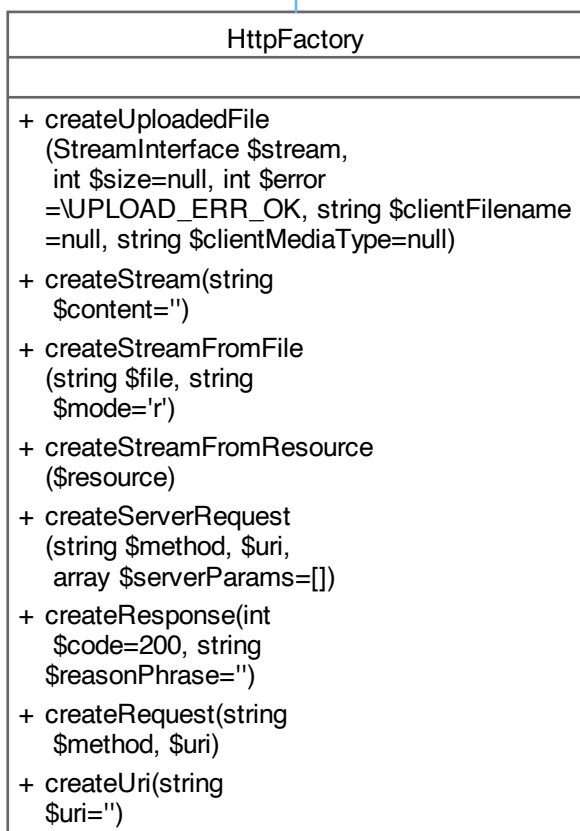 HttpFactory
+ createUploadedFile
(StreamInterface $stream,
int $size=null, int $error
=\UPLOAD_ERR_OK, string $clientFilename
=null, string $clientMediaType=null)
+ createStream(string
$content='')
+ createStreamFromFile
(string $file, string
$mode='r')
+ createStreamFromResource
($resource)
+ createServerRequest
(string $method, $uri,
array $serverParams=[])
+ createResponse(int
$code=200, string
$reasonPhrase='')
+ createRequest(string
$method, $uri)
+ createUri(string
$uri='')